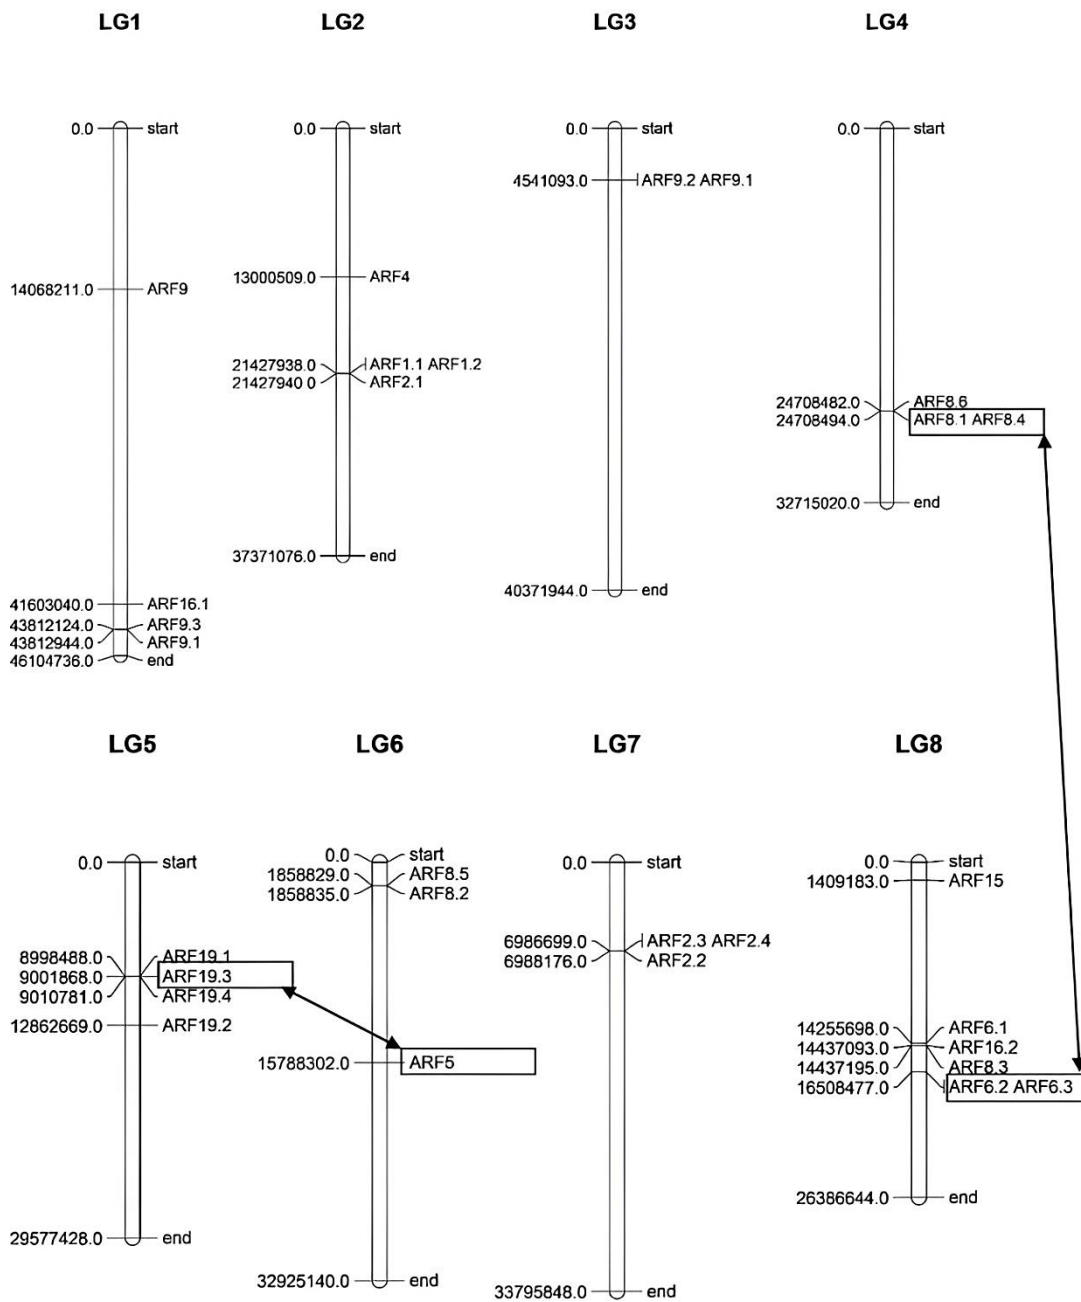 LG1
0.0 start
14068211.0 ARF9
41603040.0 ARF16.1
43812124.0 ARF9.3
43812944.0 ARF9.1
46104736.0 end
LG2
0.0 start
13000509.0 ARF4
21427938.0 ARF1.1 ARF1.2
21427940.0 ARF2.1
37371076.0 end
LG3
0.0 start
4541093.0 ARF9.2 ARF9.1
40371944.0 end
LG4
0.0 start
24708482.0 ARF8.6
24708494.0 ARF8.1 ARF8.4
32715020.0 end
LG5
0.0 start
8998488.0 ARF19.1
9001868.0 ARF19.3
9010781.0 ARF19.4
12862669.0 ARF19.2
29577428.0 end
LG6
0.0 start
1858829.0 ARF8.5
1858835.0 ARF8.2
15788302.0 ARF5
32925140.0 end
LG7
0.0 start
6986699.0 ARF2.3 ARF2.4
6988176.0 ARF2.2
33795848.0 end
LG8
0.0 start
1409183.0 ARF15
14255698.0 ARF6.1
14437093.0 ARF16.2
14437195.0 ARF8.3
16508477.0 ARF6.2 ARF6.3
26386644.0 end